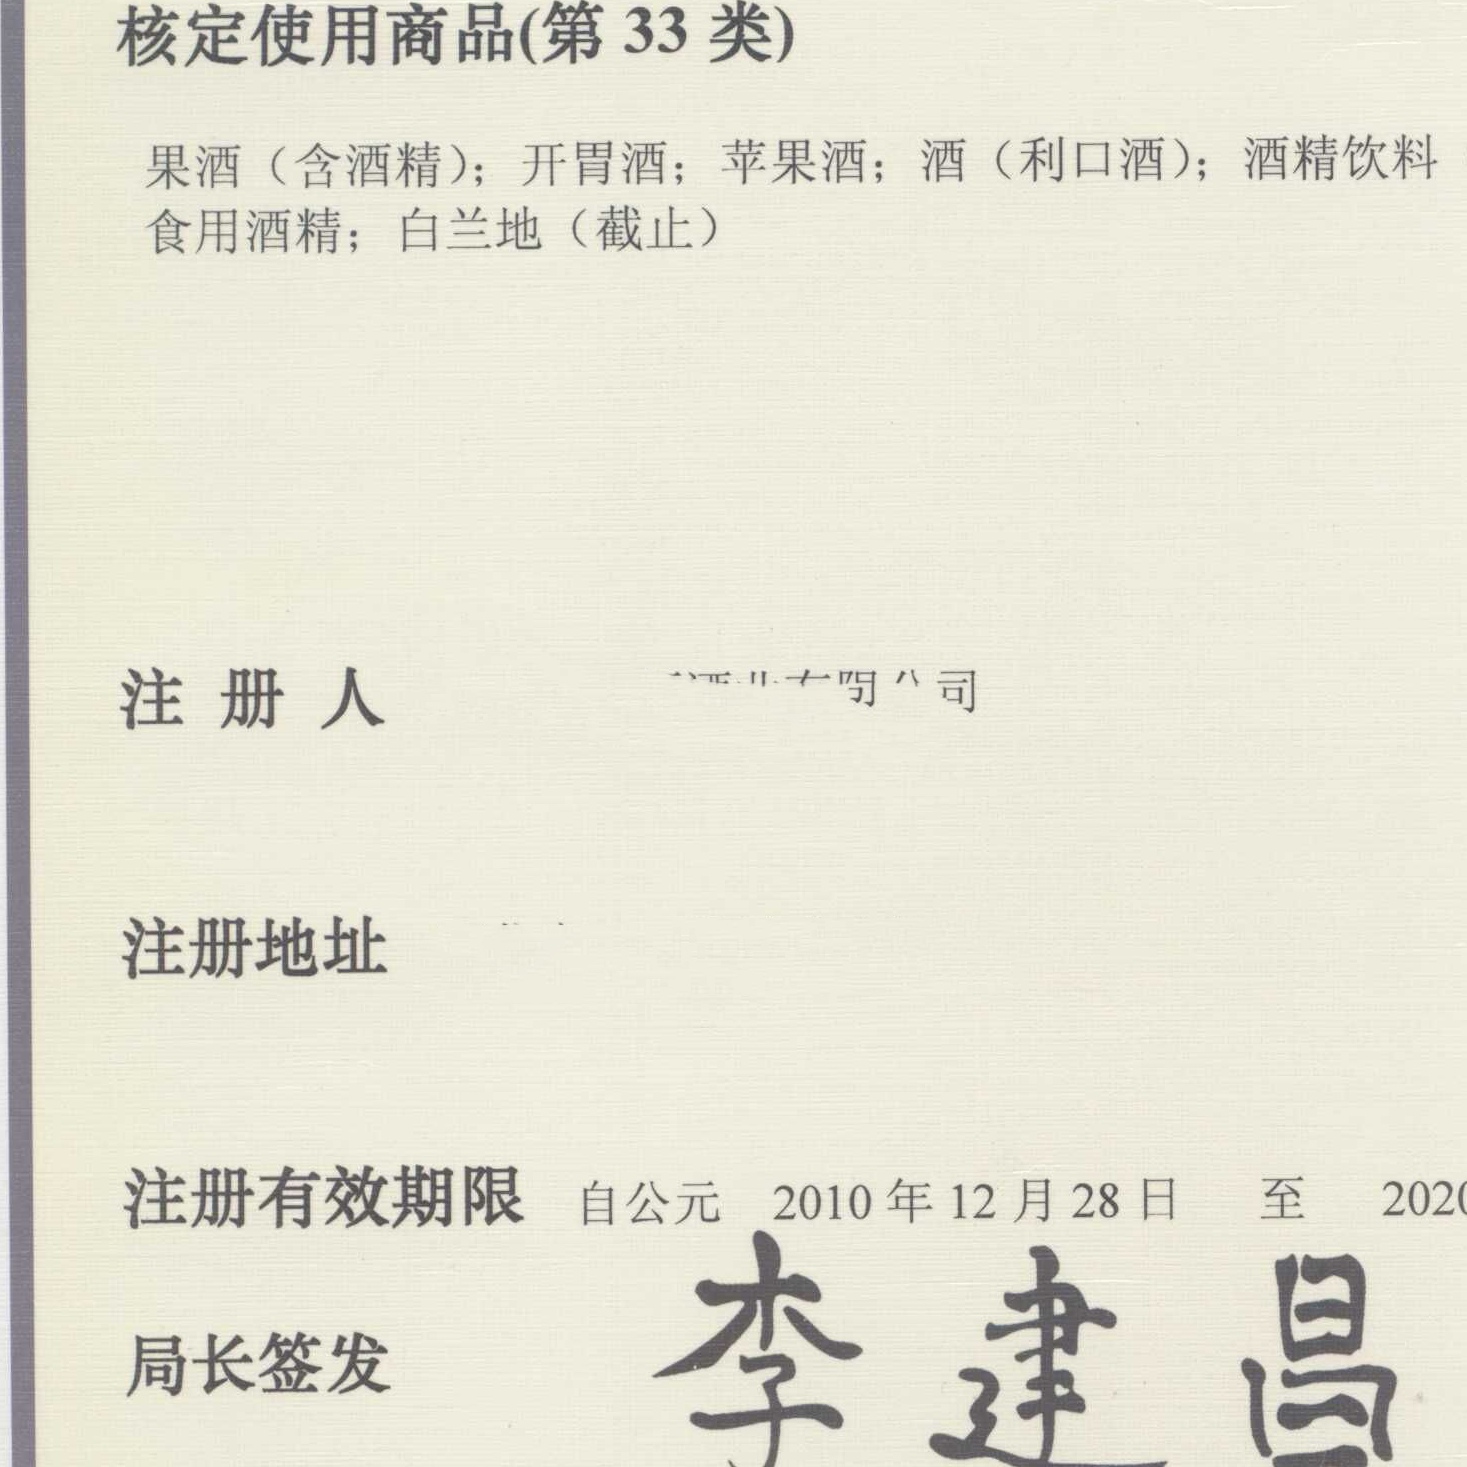 核定使用商品(第 33 类)
果酒（含酒精）；开胃酒；苹果酒；酒（利口酒）；酒精饮料
食用酒精；白兰地（截止）
注 册 人 酒业有限公司
注册地址
注册有效期限 自公元 2010 年 12 月 28 日 至 2020
局长签发 李建昌